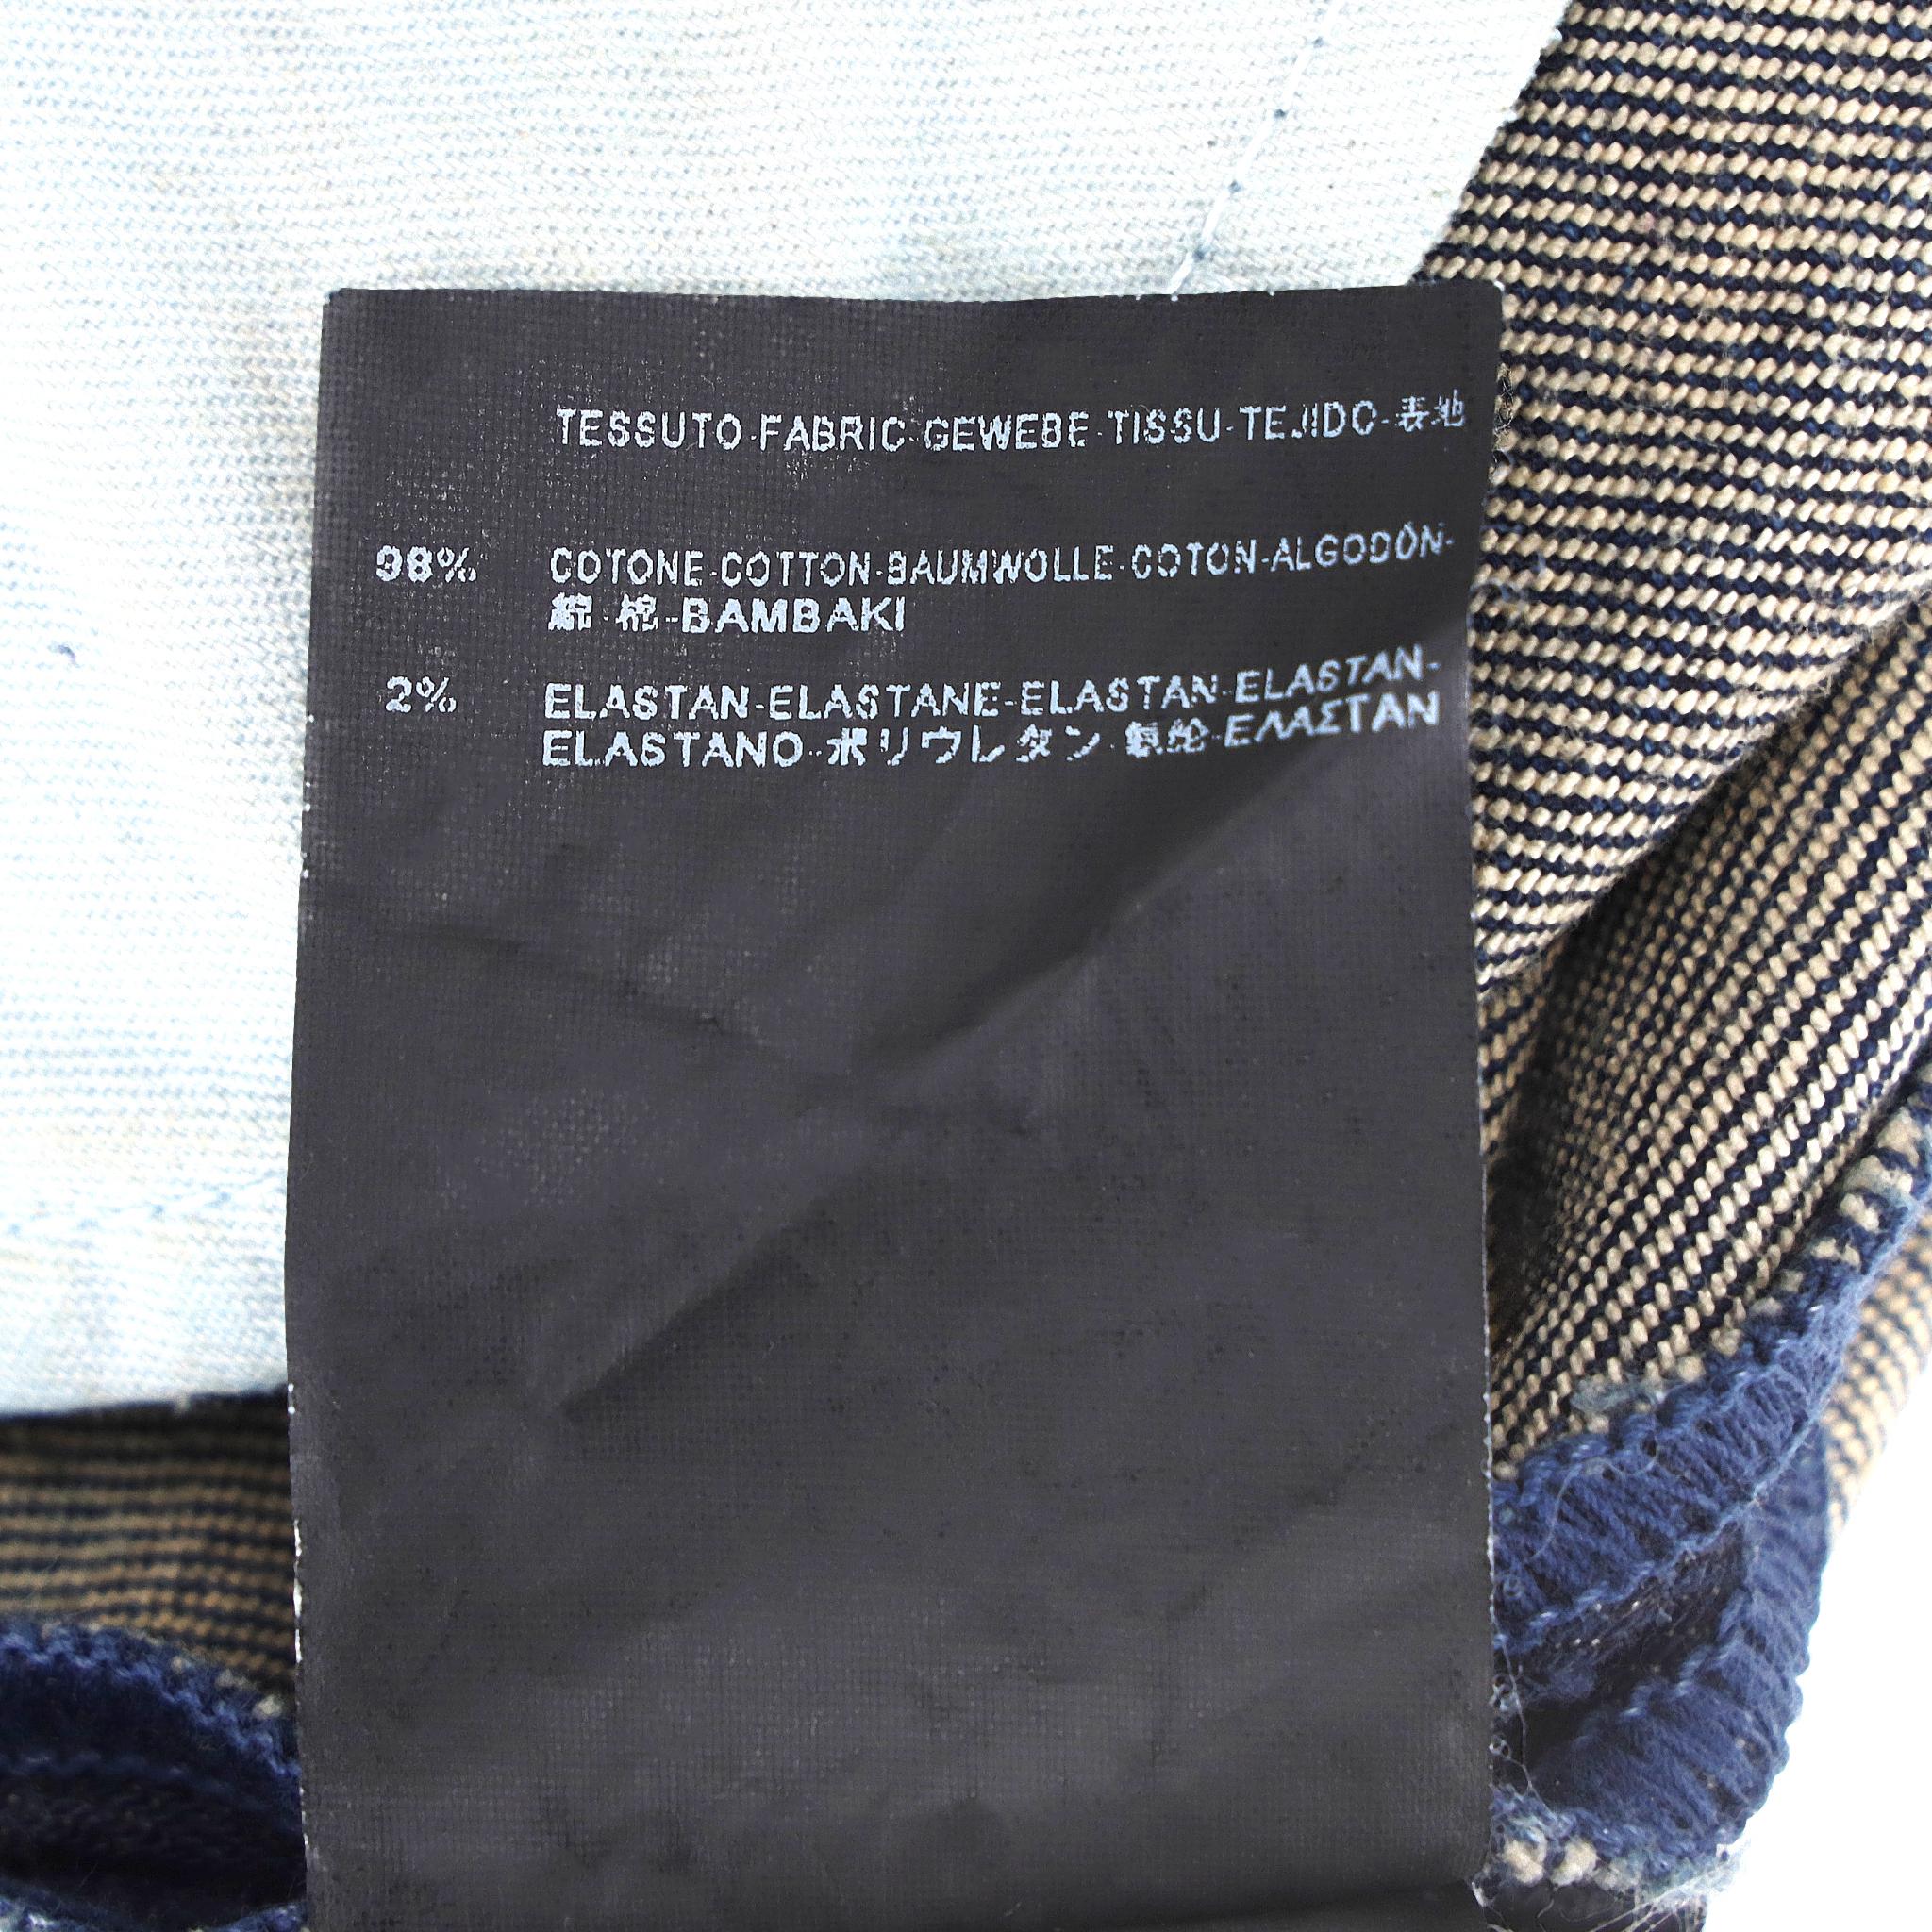 TESSUTO-FABRIC-GEWEBE-TISSU-TEJIDO-表地
98% COTONE-COTTON-BAUMWOLLE-COTON-ALGODÓN-
綿-棉-BAMBAKI
2% ELASTAN-ELASTANE-ELASTAN-ELASTAN-
ELASTANO-ポリウレタン-氨纶-ΕΛΑΣΤΑΝ